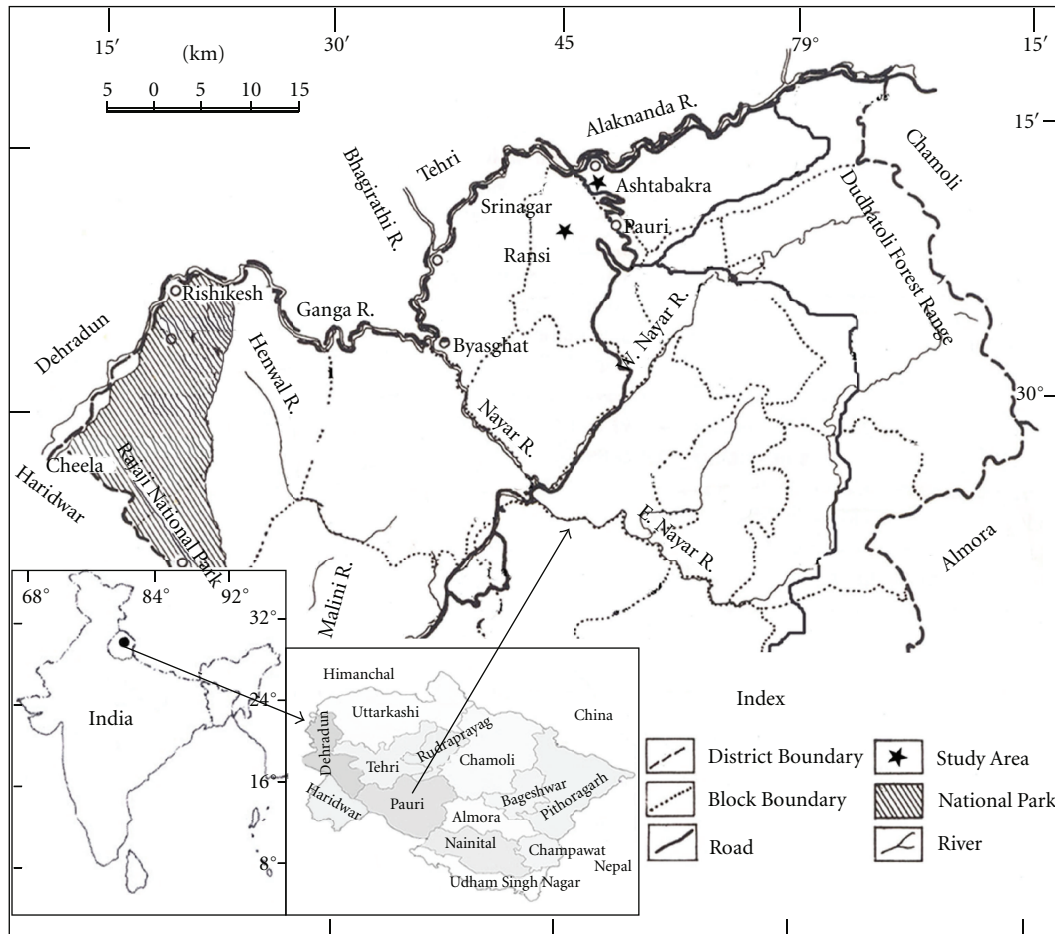 15′
30′
45
79°
15′
(km)
5 0 5 10 15
Alaknanda R.
15′
Chamoli
Tehri
Bhagirathi R.
Ashtabakra
Srinagar
Pauri
Dudhatoli Forest Range
Ransi
Rishikesh
Ganga R.
W. Nayar R.
Dehradun
Henwal R.
Byasghat
30°
Nayar R.
Cheela
Rajaji National Park
Haridwar
E. Nayar R.
Almora
Malini R.
68°
84°
92°
32°
24°
16°
8°
India
Himanchal
Uttarkashi
China
Dehradun
Rudraprayag
Tehri
Chamoli
Haridwar
Pauri
Bageshwar
Pithoragarh
Almora
Nainital
Champawat
Nepal
Udham Singh Nagar
Index
District Boundary
Study Area
Block Boundary
National Park
Road
River